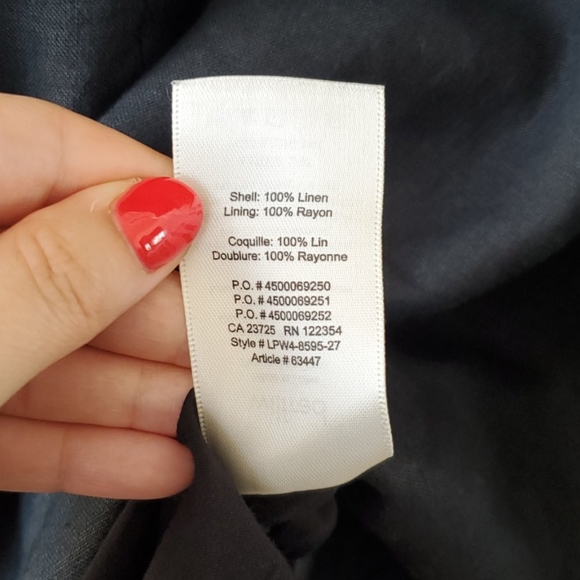 Shell: 100% Linen
Lining: 100% Rayon
Coquille: 100% Lin
Doublure: 100% Rayonne
P.O. # 4500069250
P.O. # 4500069251
P.O. # 4500069252
CA 23725 RN 122354
Style # LPW4-8595-27
Article # 63447